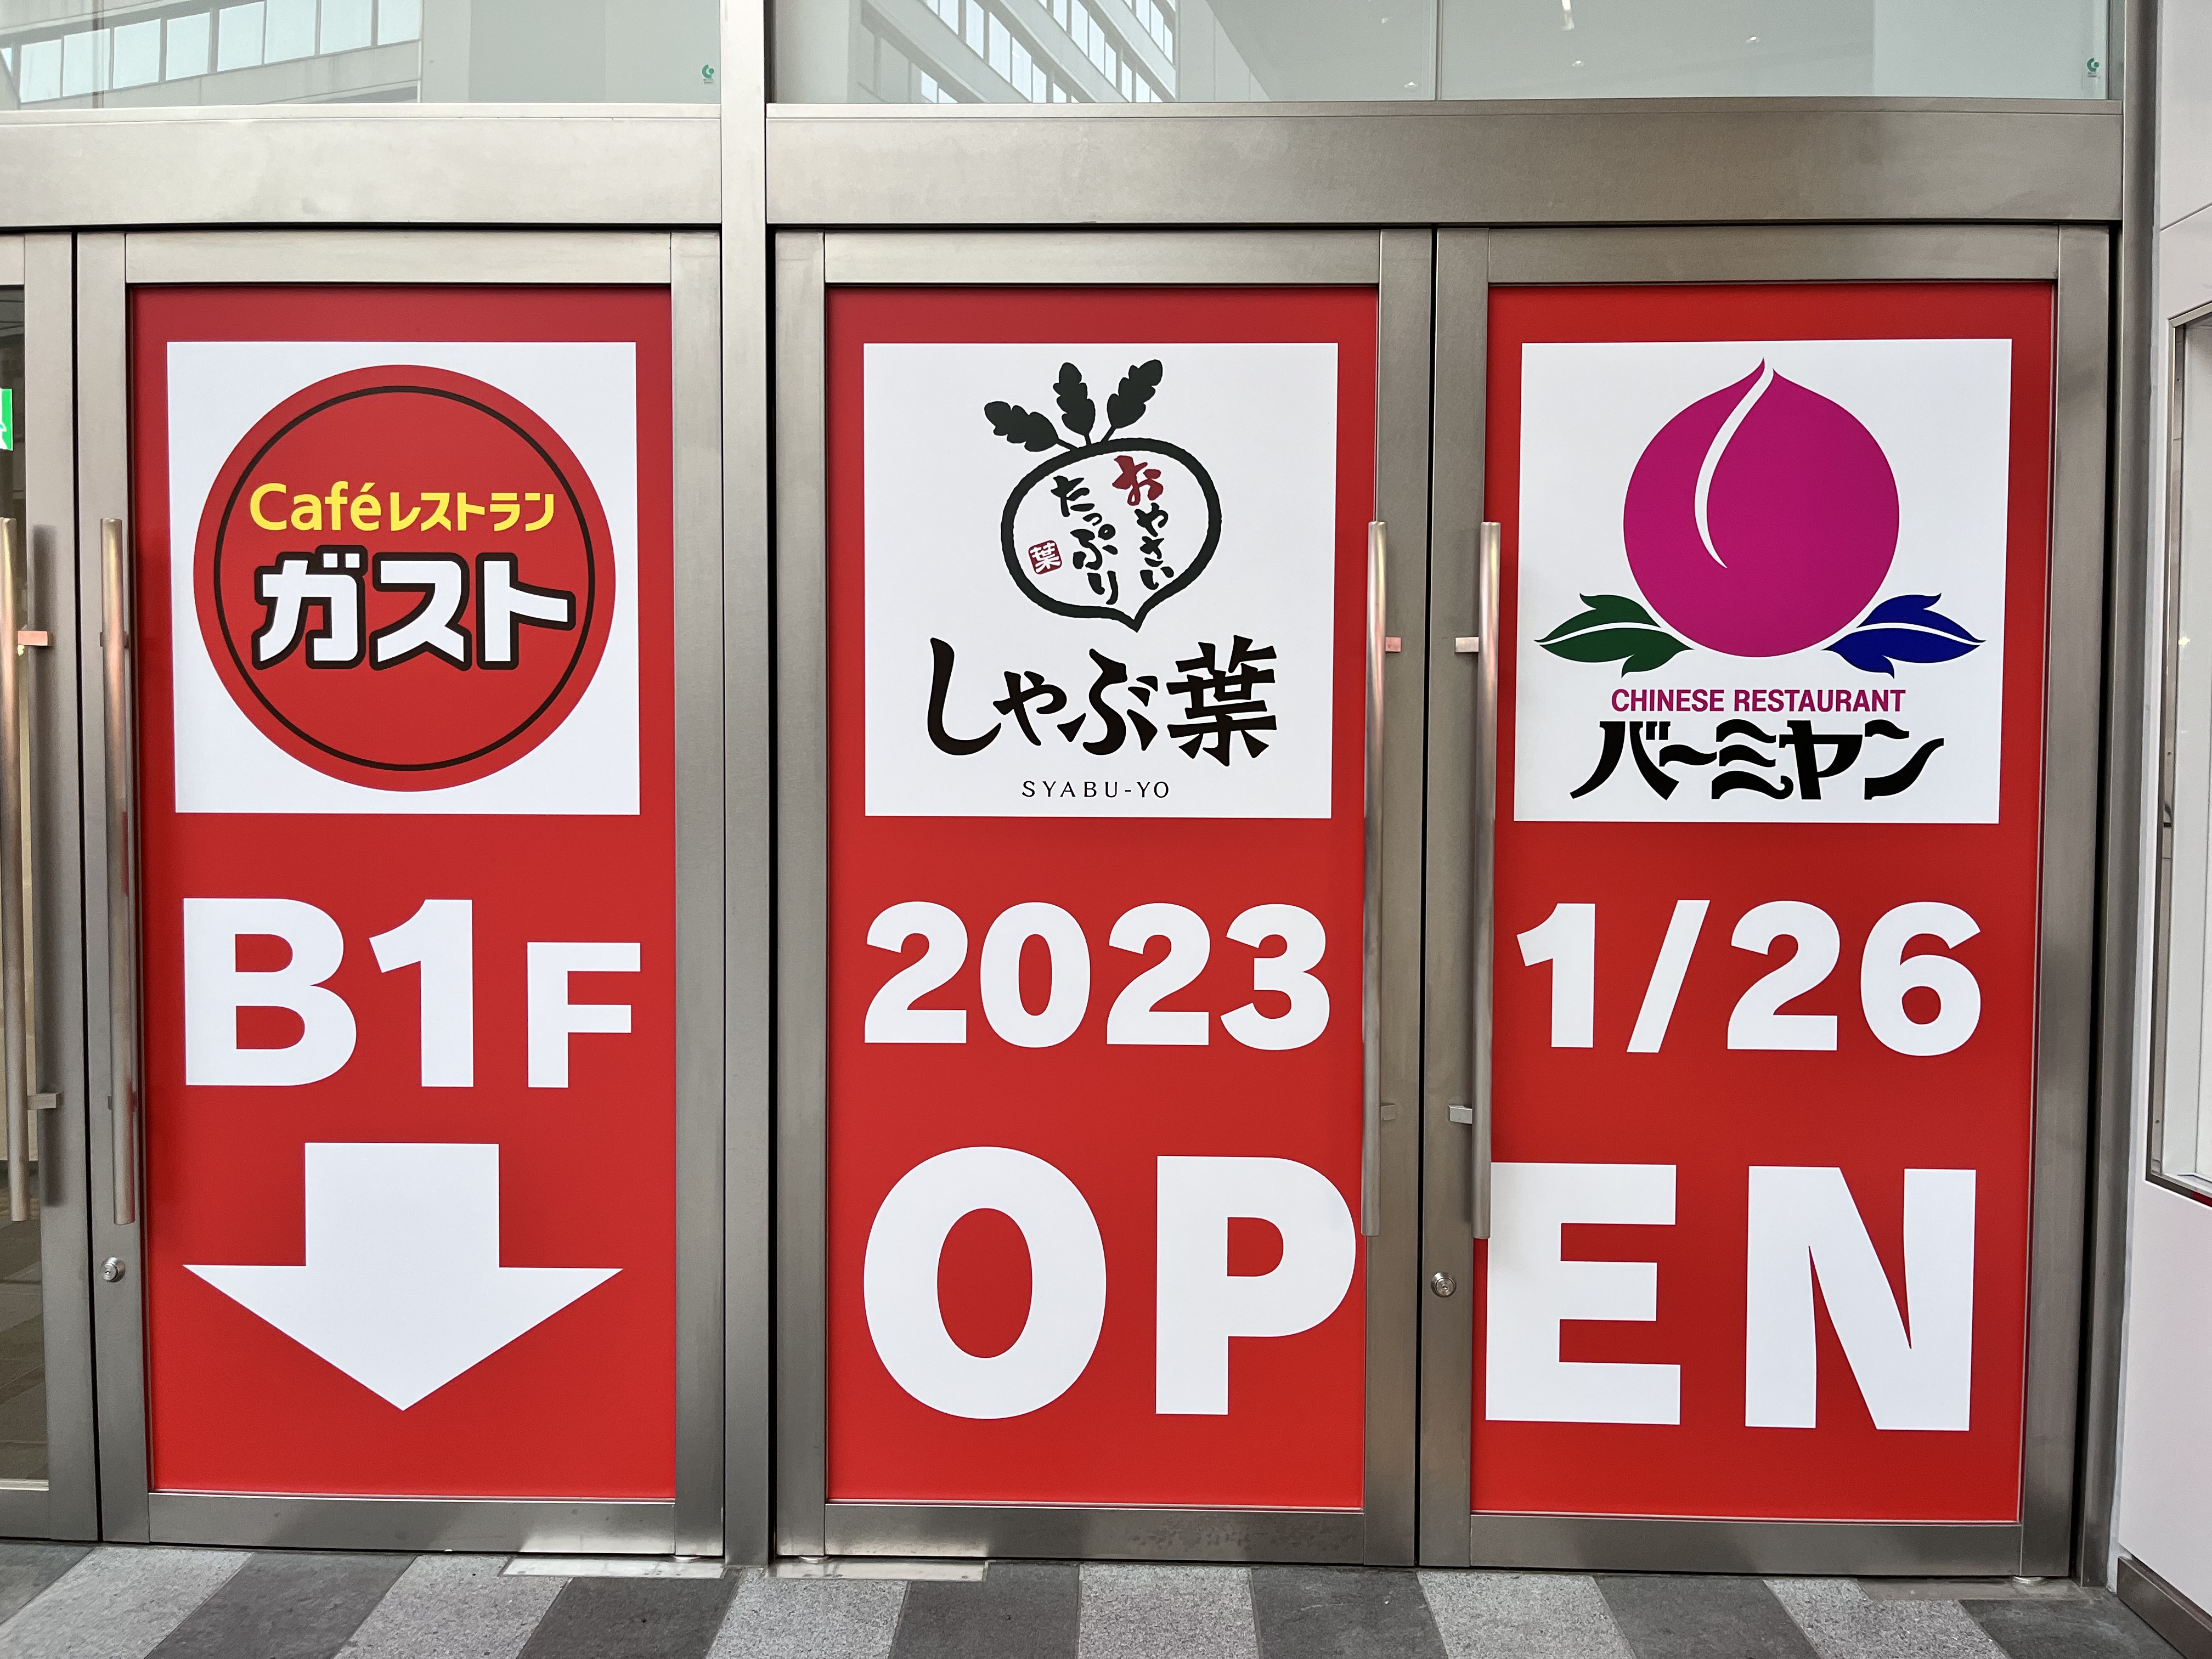 Caféレストラン
ガスト
B1F
おやさい
たっぷり
葉
しゃぶ葉
SYABU-YO
CHINESE RESTAURANT
バーミヤン
2023 1/26
OPEN